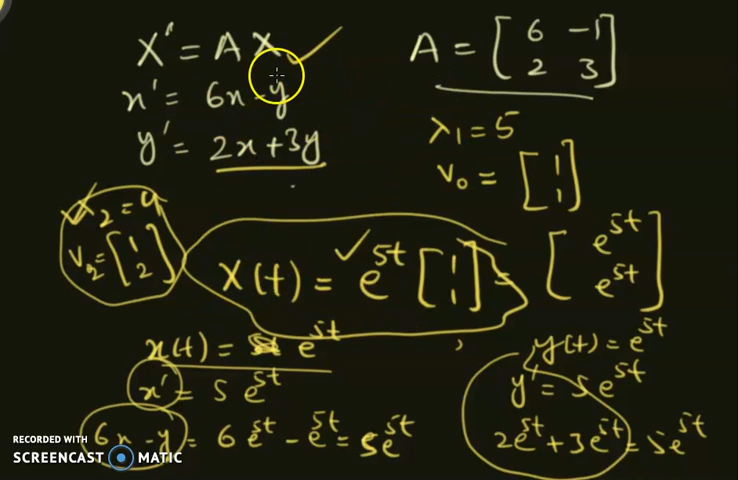 X' = A X ✓ A = [6 -1; 2 3]
x' = 6x - y
y' = 2x + 3y
λ1 = 5
v0 = [1; 1]
λ2 = 4
v2 = [1; 2]
X(t) = e^{5t} [1; 1] = [e^{5t}; e^{5t}]
x(t) = e^{5t} , y(t) = e^{5t}
x' = 5 e^{5t} y' = 5e^{5t}
6x - y = 6e^{5t} - e^{5t} = 5e^{5t} 2e^{5t} + 3e^{5t} = 5e^{5t}
RECORDED WITH
SCREENCAST MATIC